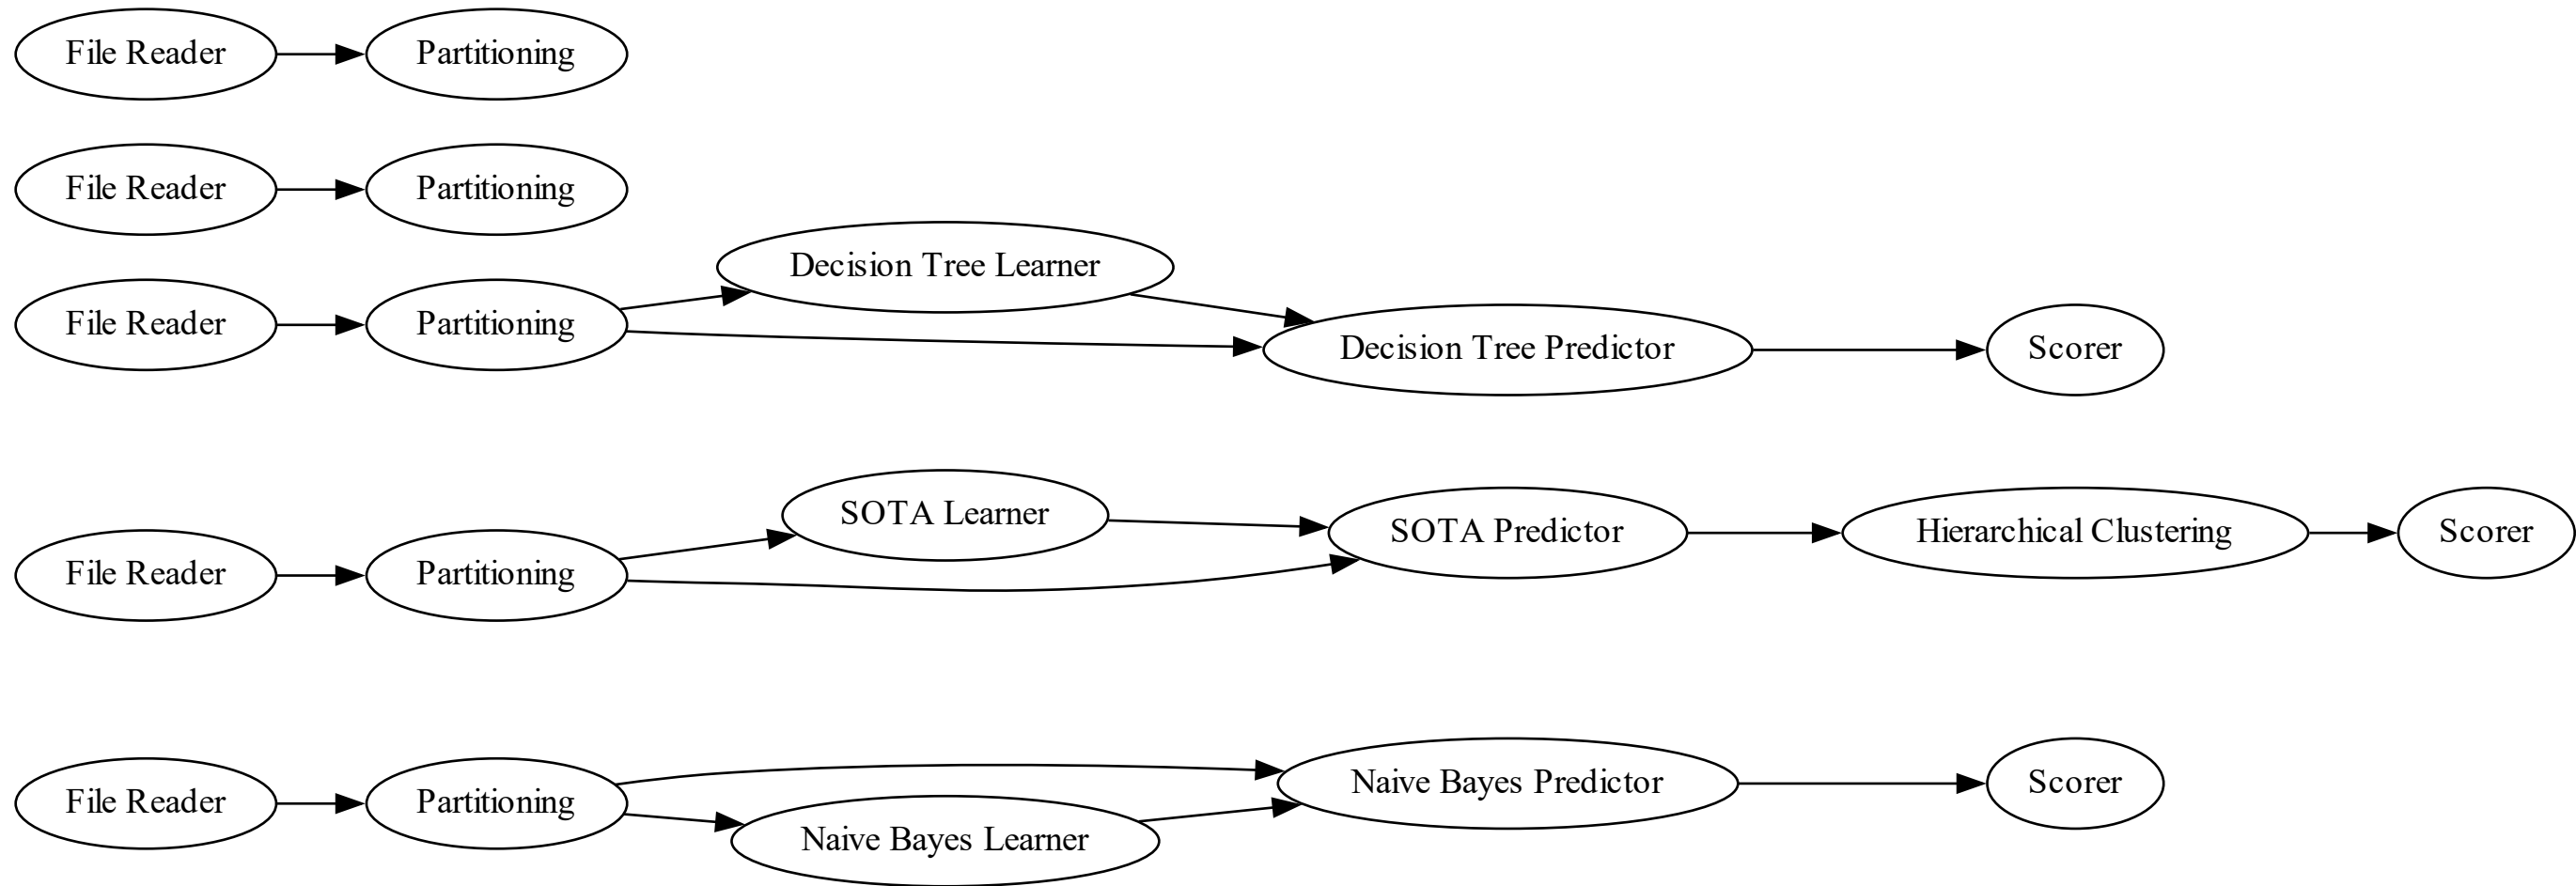 File Reader
Partitioning
File Reader
Partitioning
File Reader
Partitioning
Decision Tree Learner
Decision Tree Predictor
Scorer
File Reader
Partitioning
SOTA Learner
SOTA Predictor
Hierarchical Clustering
Scorer
File Reader
Partitioning
Naive Bayes Learner
Naive Bayes Predictor
Scorer